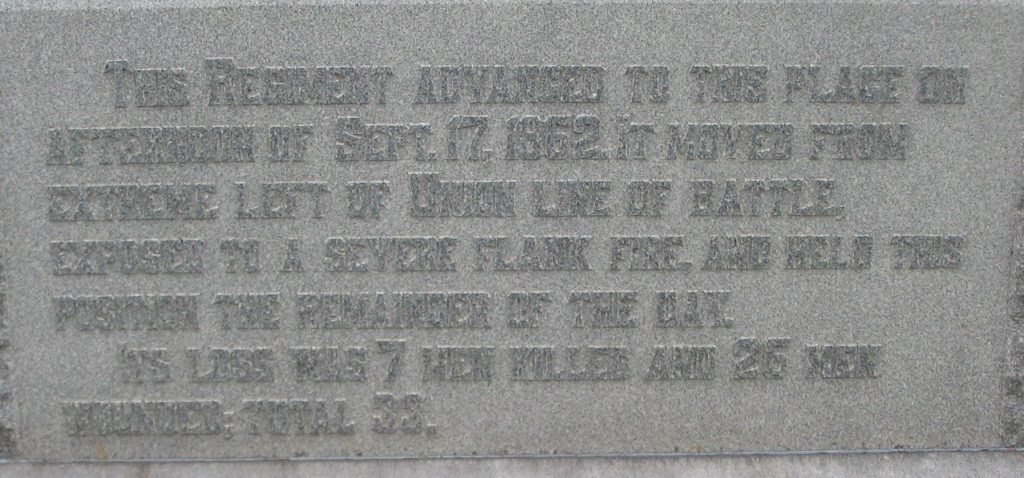 This Regiment advanced to this place on
afternoon of Sept. 17, 1862. It moved from
extreme left of Union line of battle,
exposed to a severe flank fire, and held this
position the remainder of the day.
Its loss was 7 men killed and 26 men
wounded; total 33.